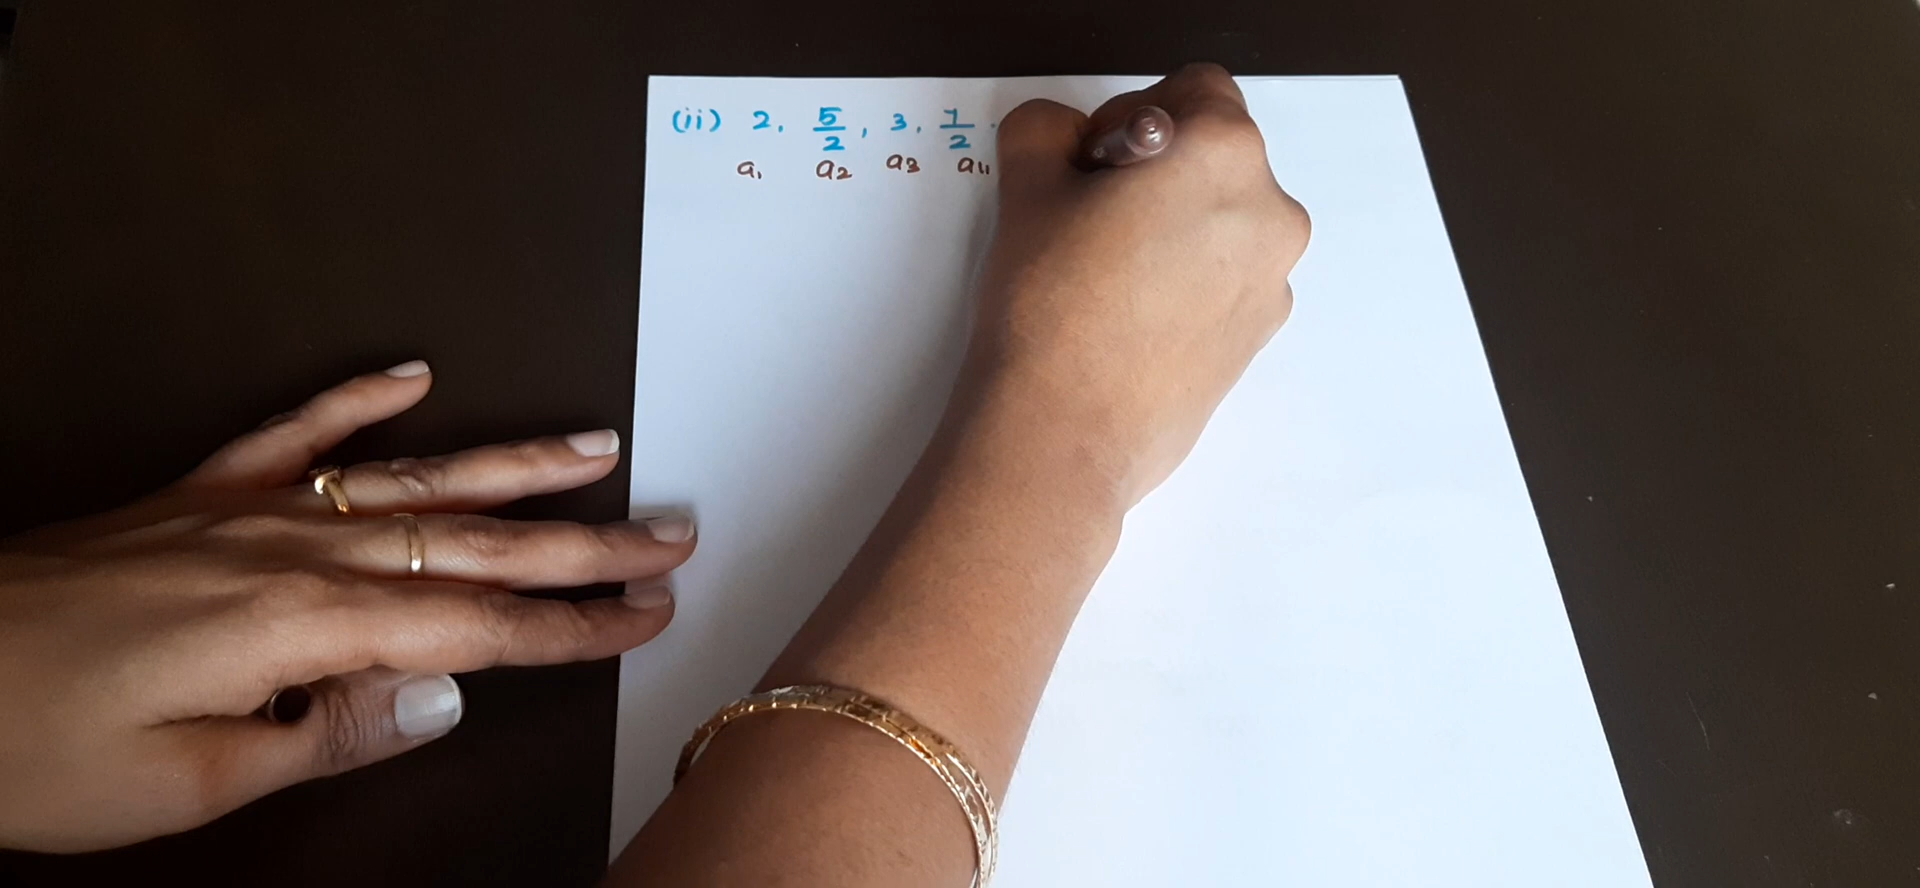 (ii) 2, 5/2, 3, 7/2 .
a₁ a₂ a₃ a₄